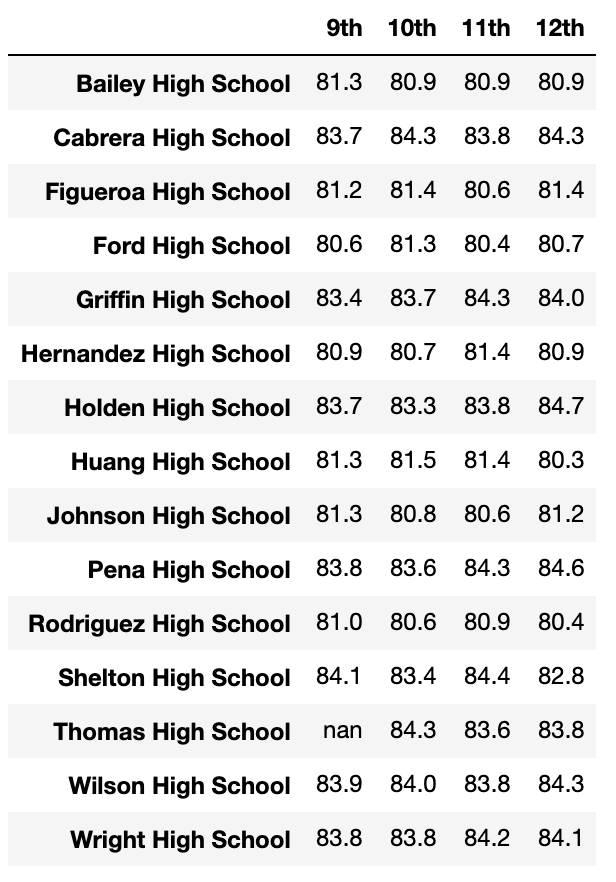 9th 10th 11th 12th
Bailey High School 81.3 80.9 80.9 80.9
Cabrera High School 83.7 84.3 83.8 84.3
Figueroa High School 81.2 81.4 80.6 81.4
Ford High School 80.6 81.3 80.4 80.7
Griffin High School 83.4 83.7 84.3 84.0
Hernandez High School 80.9 80.7 81.4 80.9
Holden High School 83.7 83.3 83.8 84.7
Huang High School 81.3 81.5 81.4 80.3
Johnson High School 81.3 80.8 80.6 81.2
Pena High School 83.8 83.6 84.3 84.6
Rodriguez High School 81.0 80.6 80.9 80.4
Shelton High School 84.1 83.4 84.4 82.8
Thomas High School nan 84.3 83.6 83.8
Wilson High School 83.9 84.0 83.8 84.3
Wright High School 83.8 83.8 84.2 84.1